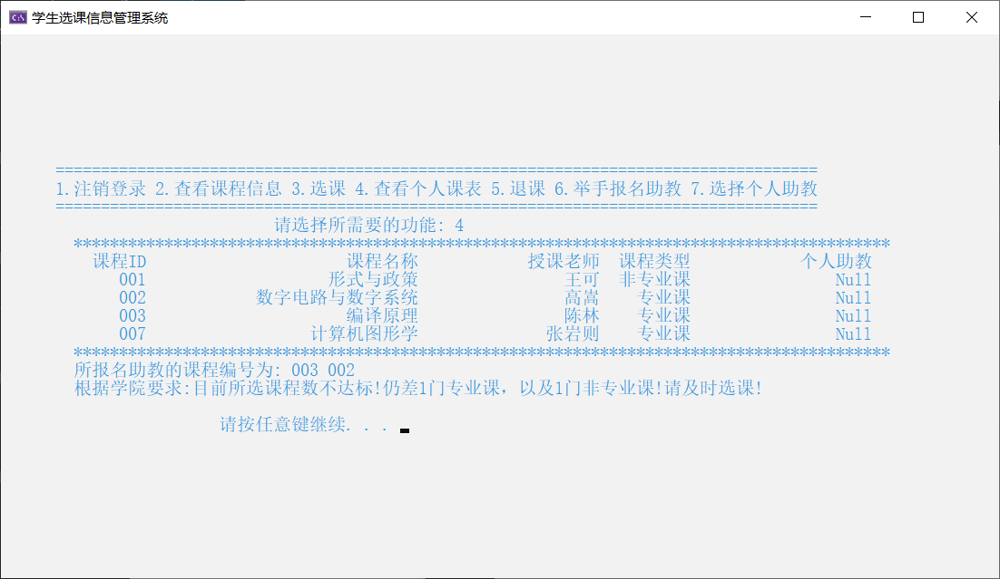 学生选课信息管理系统
====================================================================================
1.注销登录 2.查看课程信息 3.选课 4.查看个人课表 5.退课 6.举手报名助教 7.选择个人助教
====================================================================================
请选择所需要的功能: 4
******************************************************************************************
课程ID 课程名称 授课老师 课程类型 个人助教
001 形式与政策 王可 非专业课 Null
002 数字电路与数字系统 高嵩 专业课 Null
003 编译原理 陈林 专业课 Null
007 计算机图形学 张岩则 专业课 Null
******************************************************************************************
所报名助教的课程编号为: 003 002
根据学院要求:目前所选课程数不达标!仍差1门专业课，以及1门非专业课!请及时选课!
请按任意键继续. . .